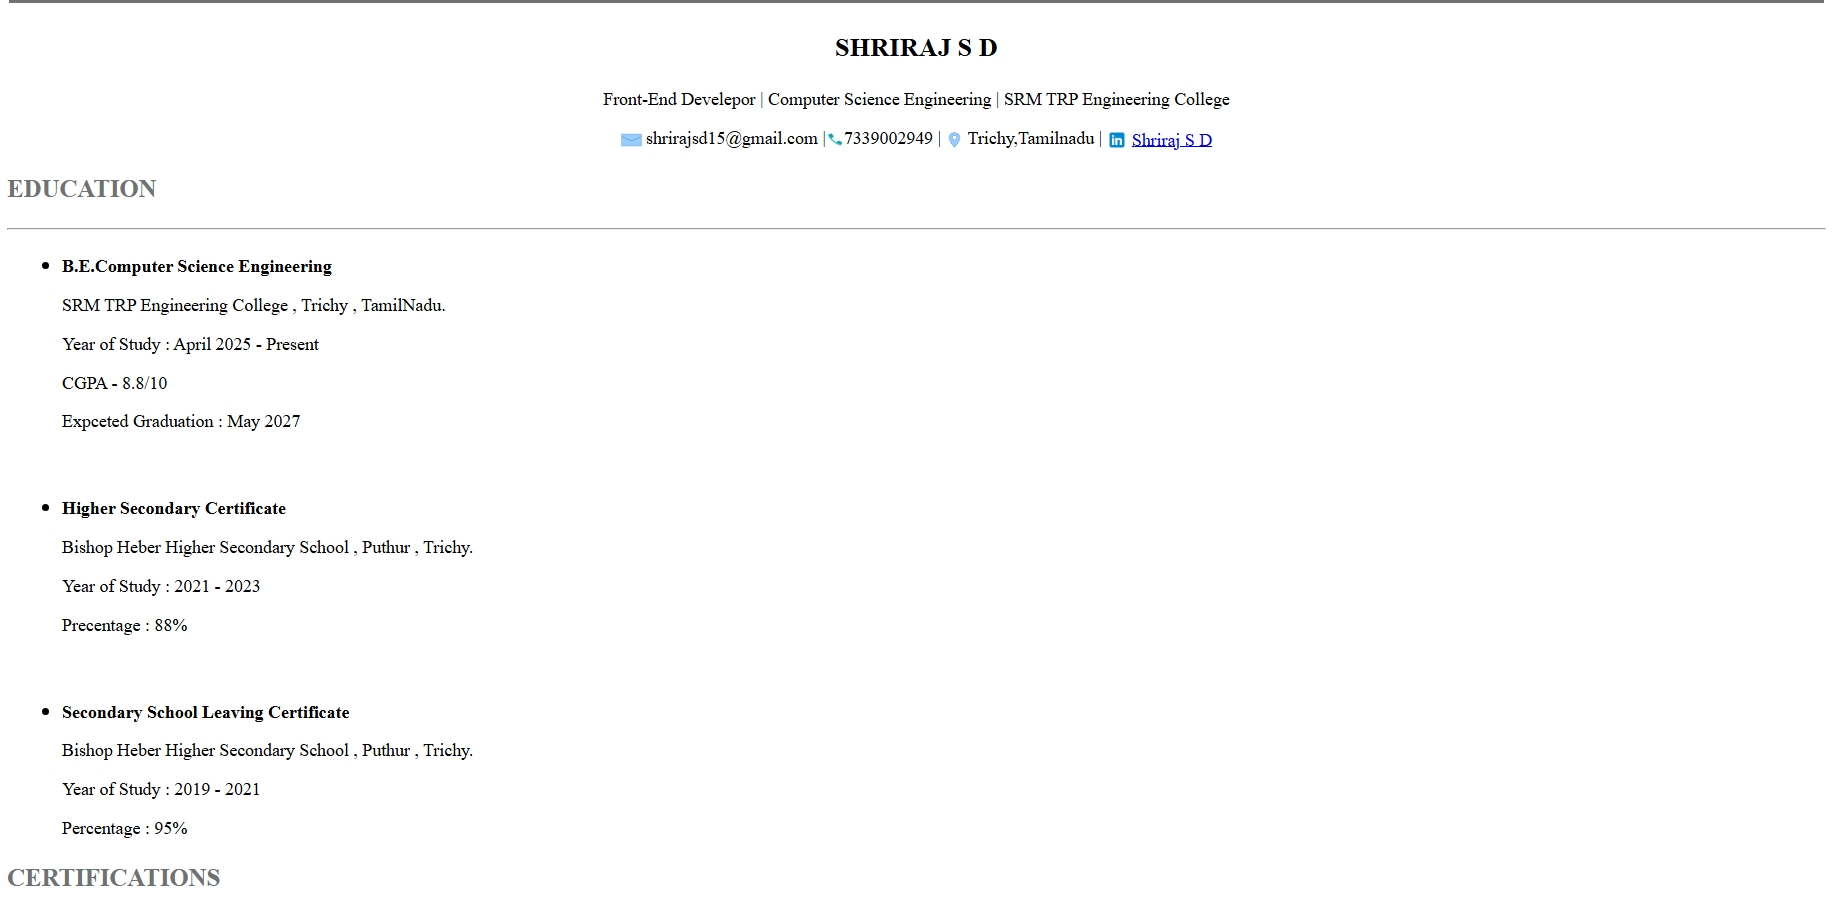 SHRIRAJ S D
Front-End Develepor | Computer Science Engineering | SRM TRP Engineering College
shrirajsd15@gmail.com | 7339002949 | Trichy,Tamilnadu | in Shriraj S D
EDUCATION
B.E.Computer Science Engineering
SRM TRP Engineering College , Trichy , TamilNadu.
Year of Study : April 2025 - Present
CGPA - 8.8/10
Expceted Graduation : May 2027
Higher Secondary Certificate
Bishop Heber Higher Secondary School , Puthur , Trichy.
Year of Study : 2021 - 2023
Precentage : 88%
Secondary School Leaving Certificate
Bishop Heber Higher Secondary School , Puthur , Trichy.
Year of Study : 2019 - 2021
Percentage : 95%
CERTIFICATIONS